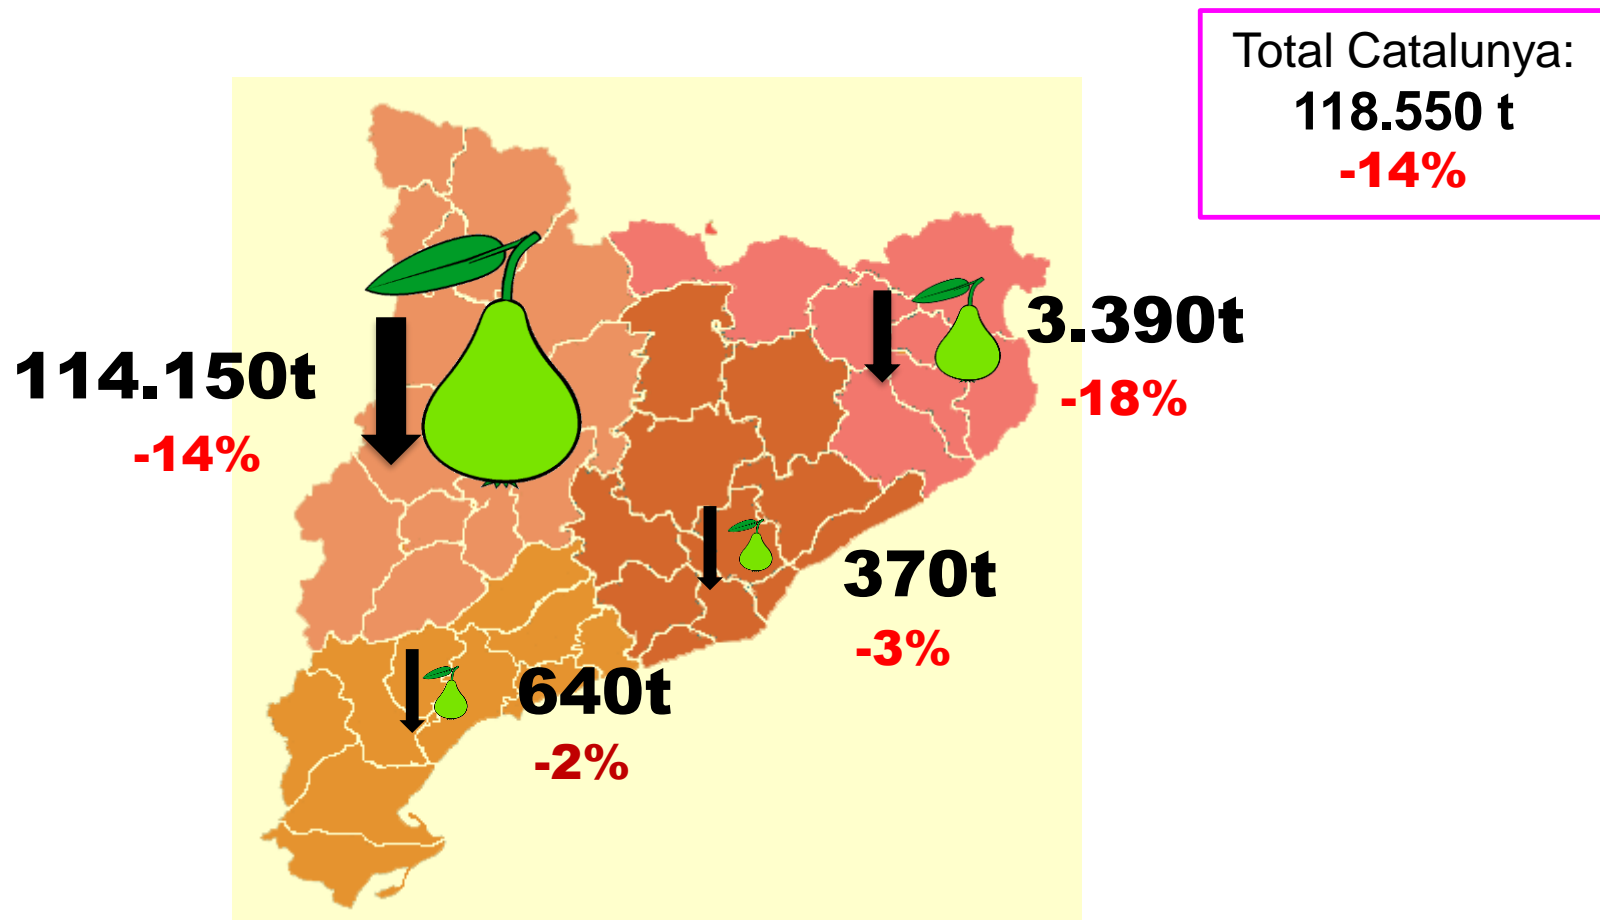 Total Catalunya:
118.550 t
-14%
3.390t
-18%
114.150t
-14%
370t
-3%
640t
-2%